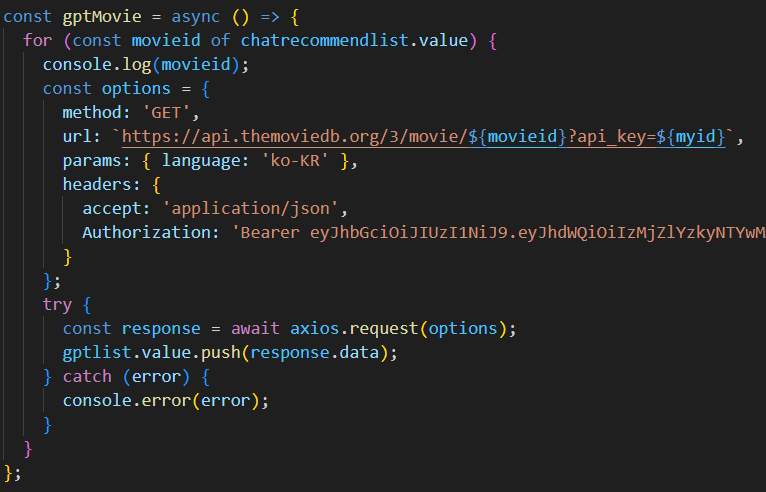 const gptMovie = async () => {
for (const movieid of chatrecommendlist.value) {
console.log(movieid);
const options = {
method: 'GET',
url: `https://api.themoviedb.org/3/movie/${movieid}?api_key=${myid}`,
params: { language: 'ko-KR' },
headers: {
accept: 'application/json',
Authorization: 'Bearer eyJhbGciOiJIUzI1NiJ9.eyJhdWQiOiIzMjZlYzkyNTYwM
}
};
try {
const response = await axios.request(options);
gptlist.value.push(response.data);
} catch (error) {
console.error(error);
}
}
};